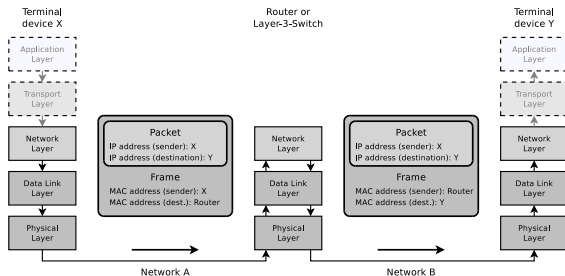 Terminal
device X
Router or
Layer-3-Switch
Terminal
device Y
Application
Layer
Transport
Layer
Network
Layer
Data Link
Layer
Physical
Layer
Packet
IP address (sender): X
IP address (destination): Y
Frame
MAC address (sender): X
MAC address (dest.): Router
Network
Layer
Data Link
Layer
Physical
Layer
Packet
IP address (sender): X
IP address (destination): Y
Frame
MAC address (sender): Router
MAC address (dest.): Y
Application
Layer
Transport
Layer
Network
Layer
Data Link
Layer
Physical
Layer
Network A
Network B